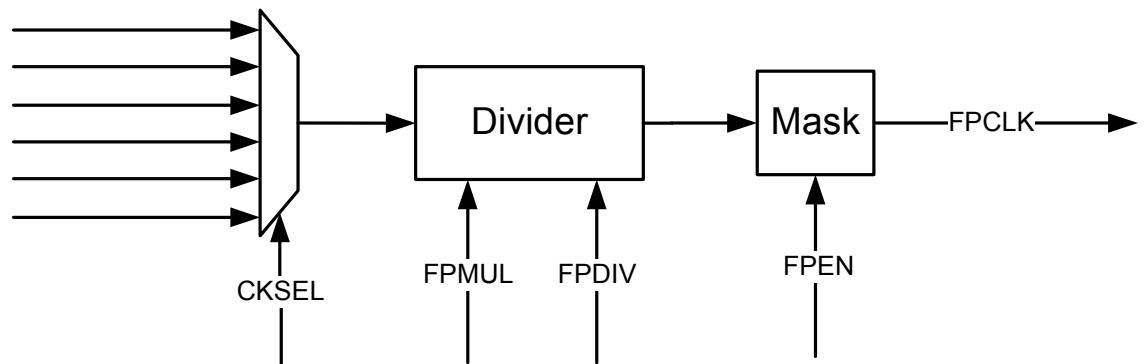 Divider
Mask
FPCLK
FPMUL
FPDIV
FPEN
CKSEL